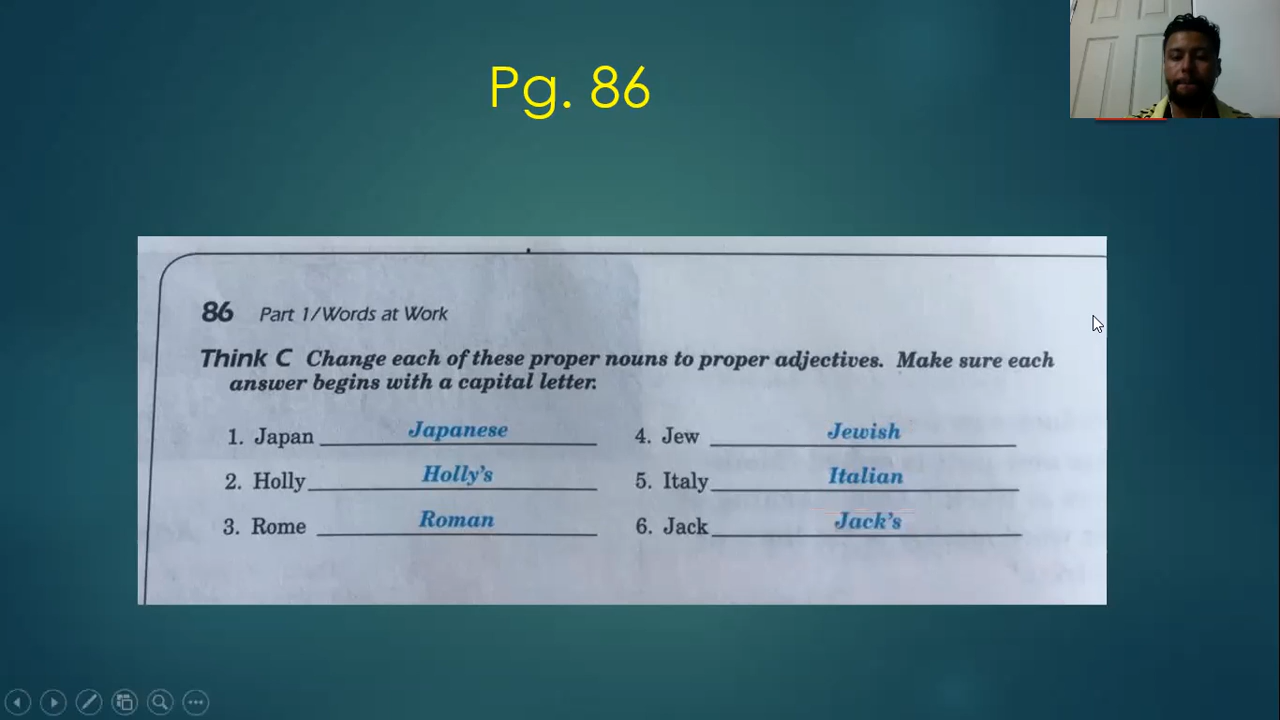 Pg. 86
86 Part 1/Words at Work
Think C Change each of these proper nouns to proper adjectives. Make sure each
answer begins with a capital letter.
1. Japan Japanese
2. Holly Holly's
3. Rome Roman
4. Jew Jewish
5. Italy Italian
6. Jack Jack's